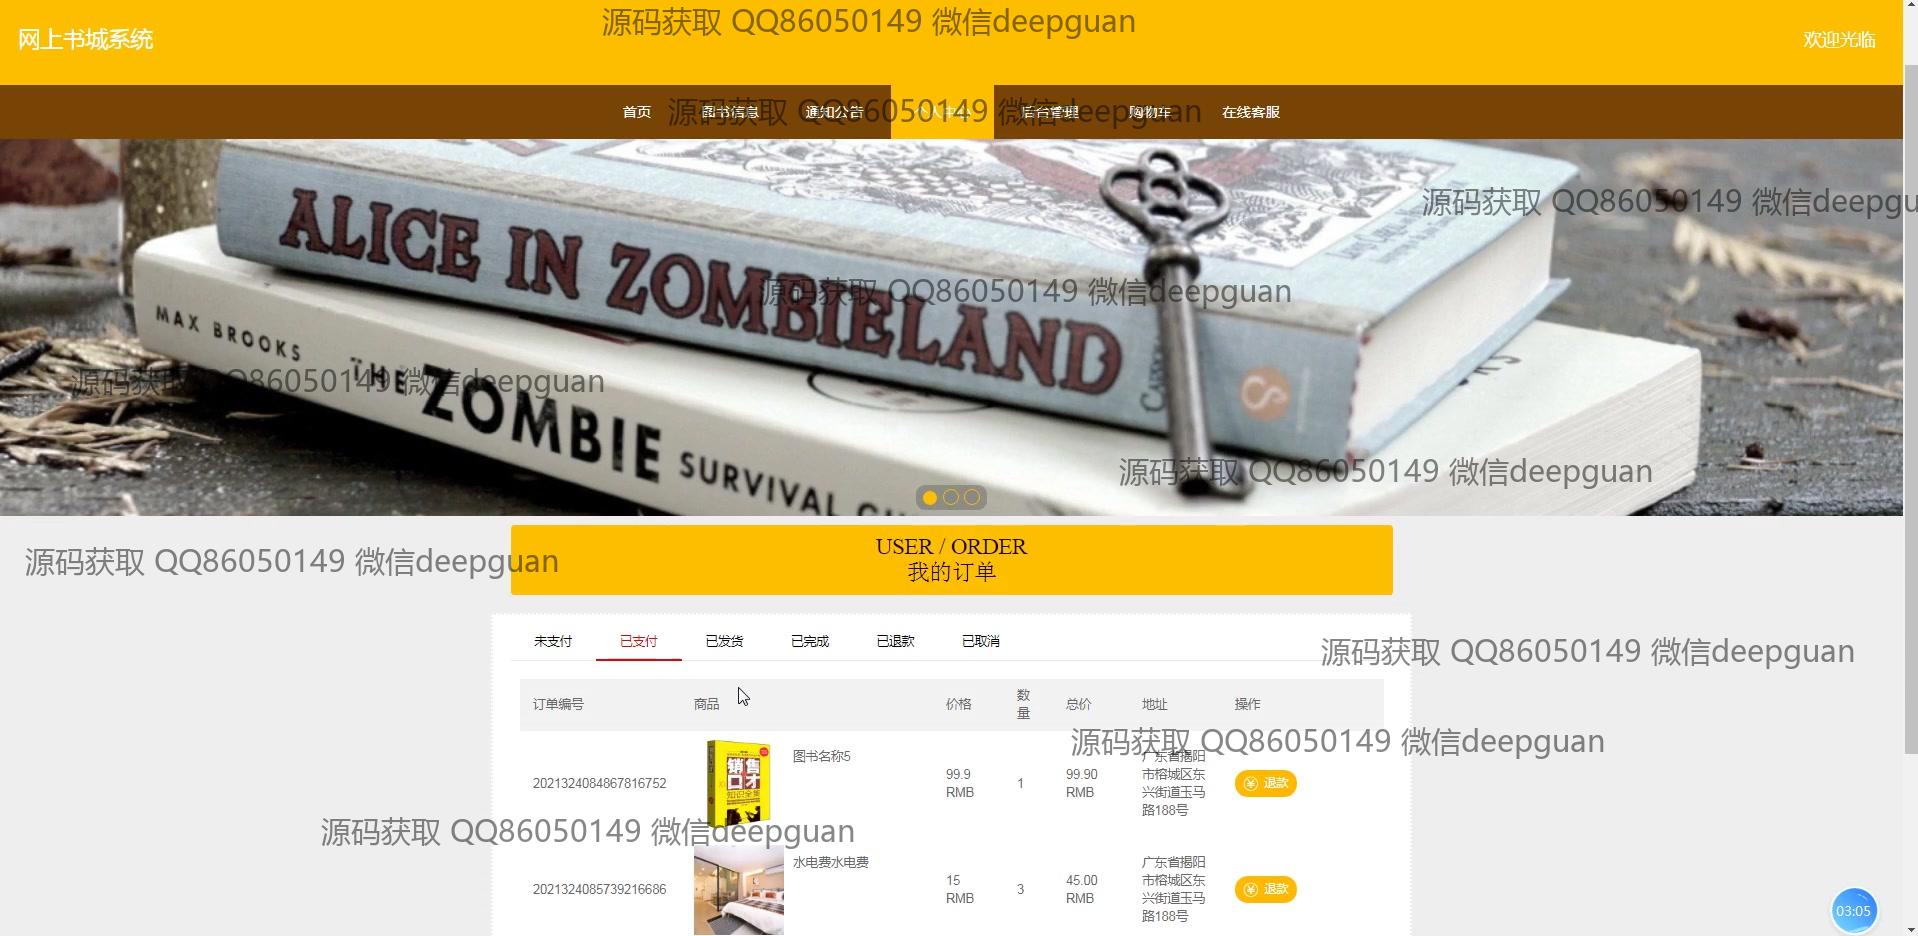 源码获取 QQ86050149 微信deepguan
网上书城系统
欢迎光临
首页 图书信息 通知公告 个人中心 后台管理 购物车 在线客服
源码获取 QQ86050149 微信deepguan
源码获取 QQ86050149 微信deepgu
ALICE IN ZOMBIELAND
源码获取 QQ86050149 微信deepguan
MAX BROOKS
THE ZOMBIE SURVIVAL
源码获取 QQ86050149 微信deepguan
源码获取 QQ86050149 微信deepguan
源码获取 QQ86050149 微信deepguan
USER / ORDER
我的订单
未支付 已支付 已发货 已完成 已退款 已取消
源码获取 QQ86050149 微信deepguan
订单编号 商品 价格 数量 总价 地址 操作
源码获取 QQ86050149 微信deepguan
2021324084867816752
销售
口才
知识全集
图书名称5
99.9
RMB
1
99.90
RMB
广东省揭阳
市榕城区东
兴街道玉马
路188号
退款
源码获取 QQ86050149 微信deepguan
2021324085739216686
水电费水电费
15
RMB
3
45.00
RMB
广东省揭阳
市榕城区东
兴街道玉马
路188号
退款
03:05